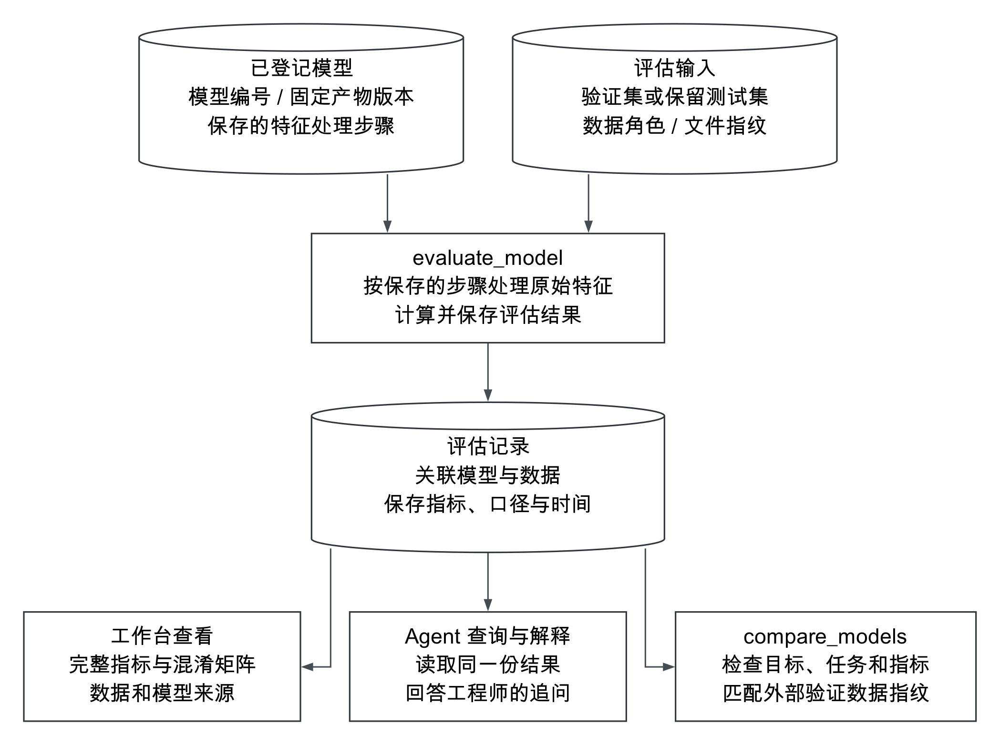 已登记模型
模型编号 / 固定产物版本
保存的特征处理步骤
评估输入
验证集或保留测试集
数据角色 / 文件指纹
evaluate_model
按保存的步骤处理原始特征
计算并保存评估结果
评估记录
关联模型与数据
保存指标、口径与时间
工作台查看
完整指标与混淆矩阵
数据和模型来源
Agent 查询与解释
读取同一份结果
回答工程师的追问
compare_models
检查目标、任务和指标
匹配外部验证数据指纹